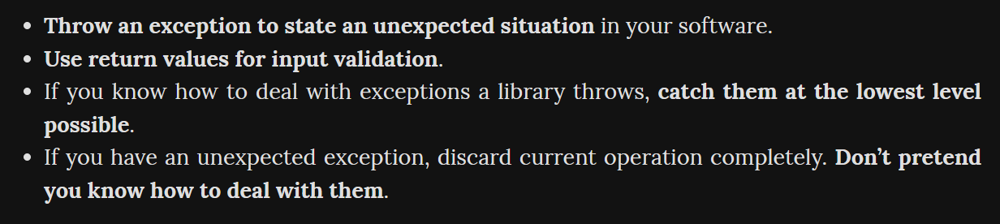 • Throw an exception to state an unexpected situation in your software.
• Use return values for input validation.
• If you know how to deal with exceptions a library throws, catch them at the lowest level
possible.
• If you have an unexpected exception, discard current operation completely. Don’t pretend
you know how to deal with them.